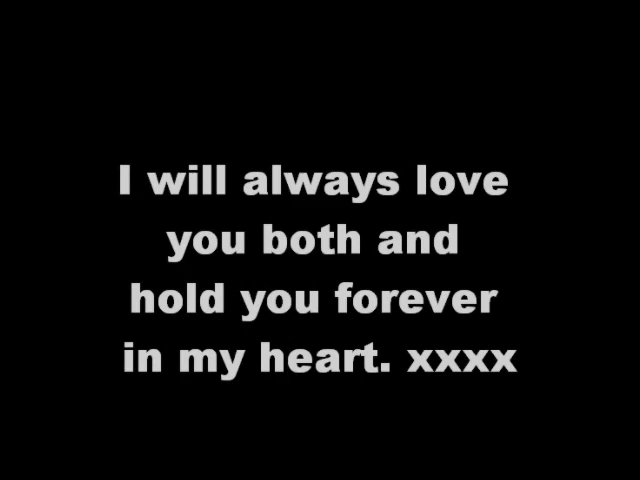 I will always love
you both and
hold you forever
in my heart. xxxx